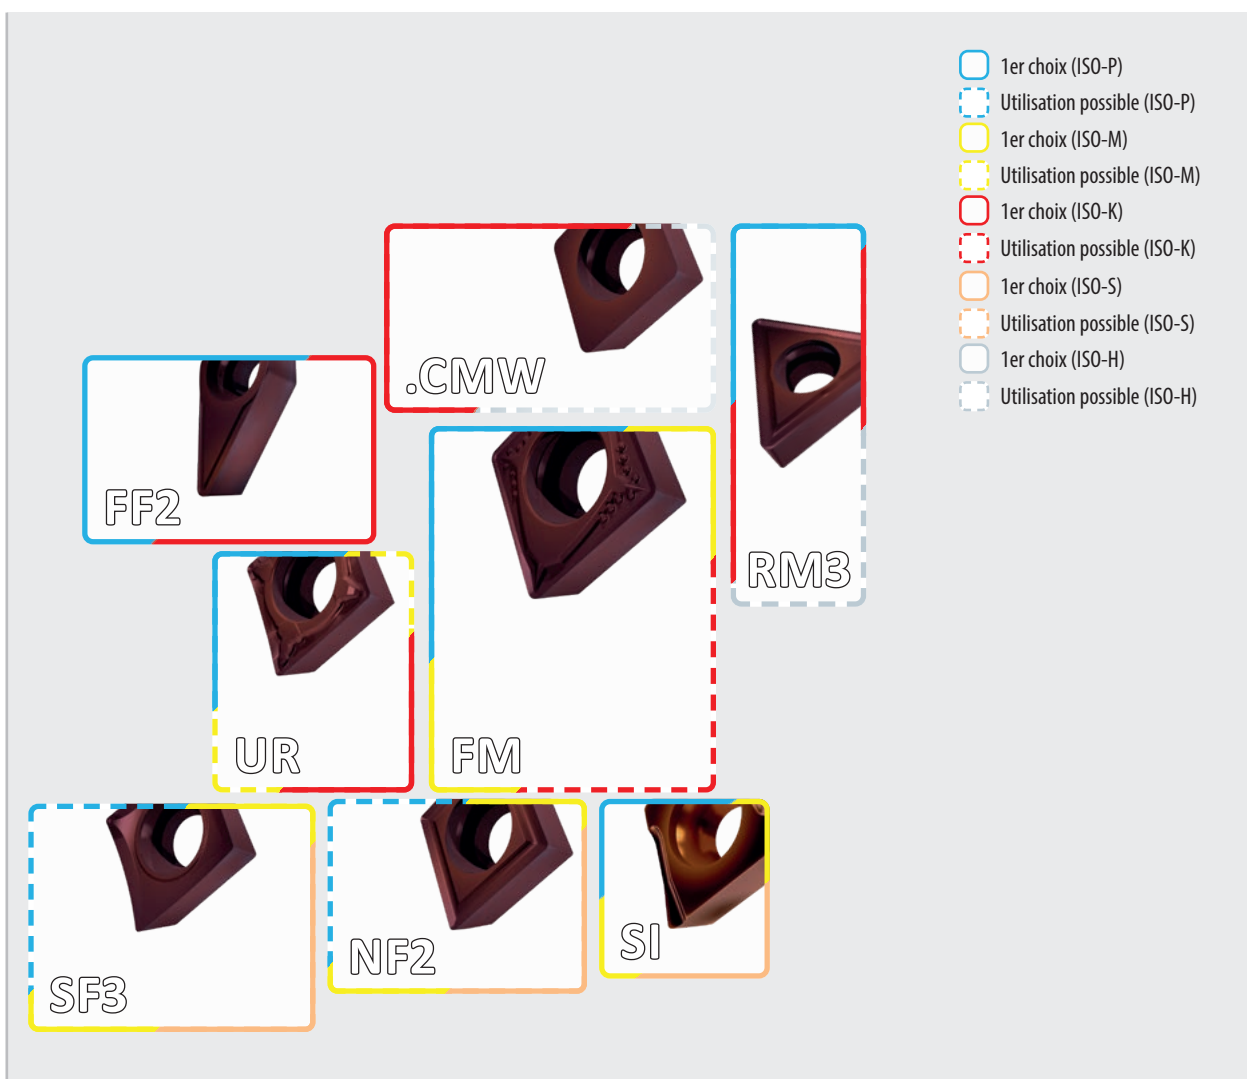 1er choix (ISO-P)
Utilisation possible (ISO-P)
1er choix (ISO-M)
Utilisation possible (ISO-M)
1er choix (ISO-K)
Utilisation possible (ISO-K)
1er choix (ISO-S)
Utilisation possible (ISO-S)
1er choix (ISO-H)
Utilisation possible (ISO-H)
.CMW
FF2
RM3
UR
FM
SF3
NF2
SI